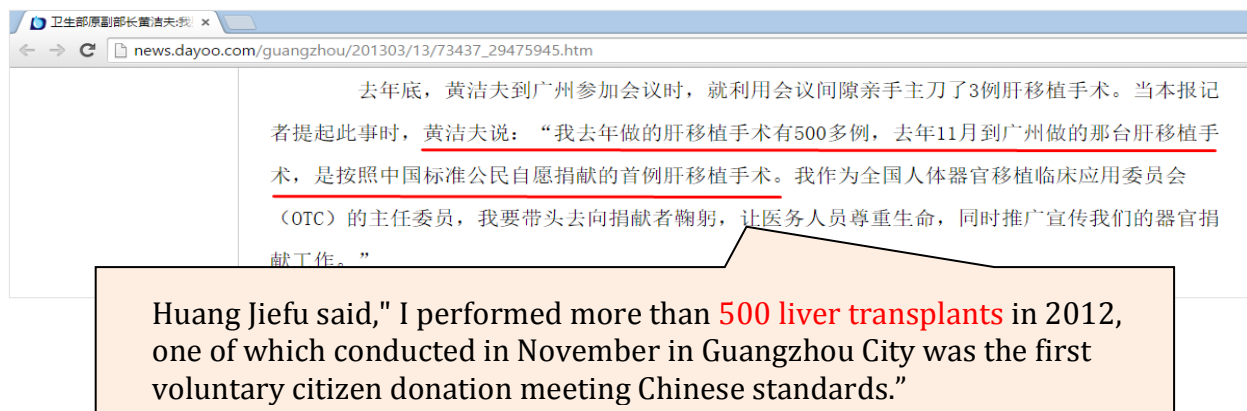 卫生部原副部长黄洁夫:我
news.dayoo.com/guangzhou/201303/13/73437_29475945.htm
去年底，黄洁夫到广州参加会议时，就利用会议间隙亲手主刀了3例肝移植手术。当本报记
者提起此事时，黄洁夫说：“我去年做的肝移植手术有500多例，去年11月到广州做的那台肝移植手
术，是按照中国标准公民自愿捐献的首例肝移植手术。我作为全国人体器官移植临床应用委员会
（OTC）的主任委员，我要带头去向捐献者鞠躬，让医务人员尊重生命，同时推广宣传我们的器官捐
献工作。”
Huang Jiefu said," I performed more than 500 liver transplants in 2012,
one of which conducted in November in Guangzhou City was the first
voluntary citizen donation meeting Chinese standards.”